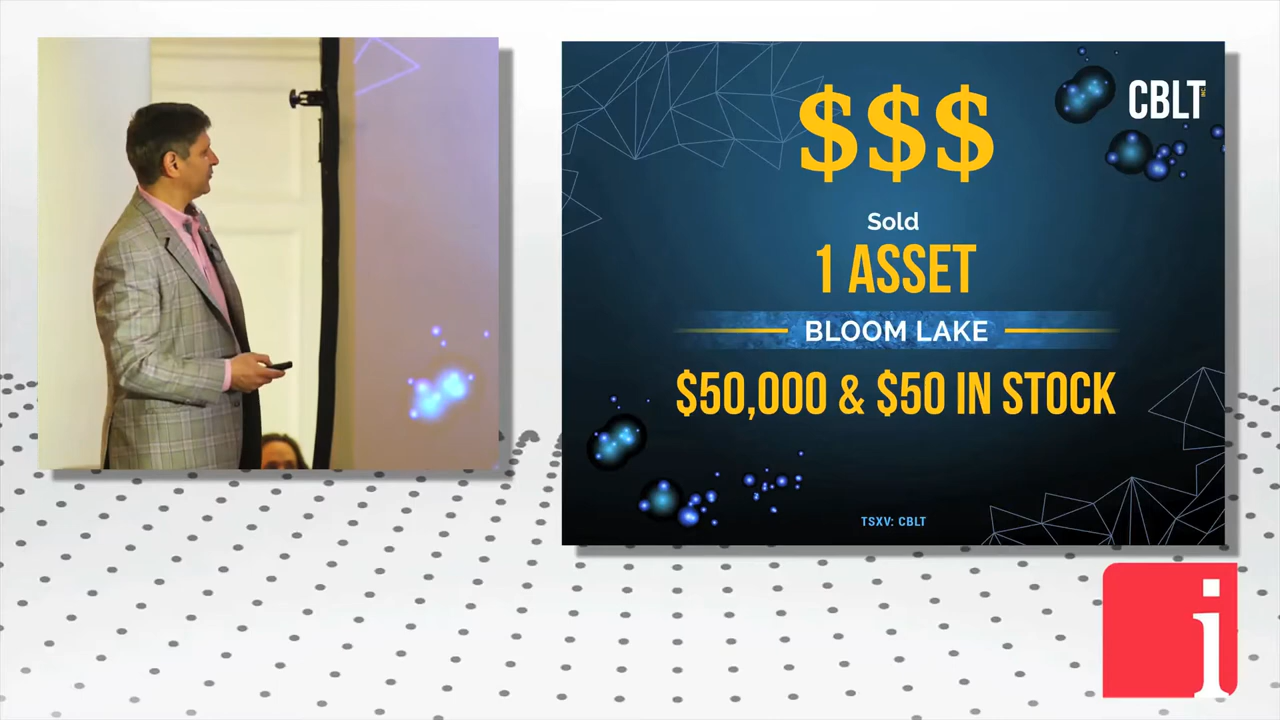 $$$
CBLT
Sold
1 ASSET
BLOOM LAKE
$50,000 & $50 IN STOCK
TSXV: CBLT
i